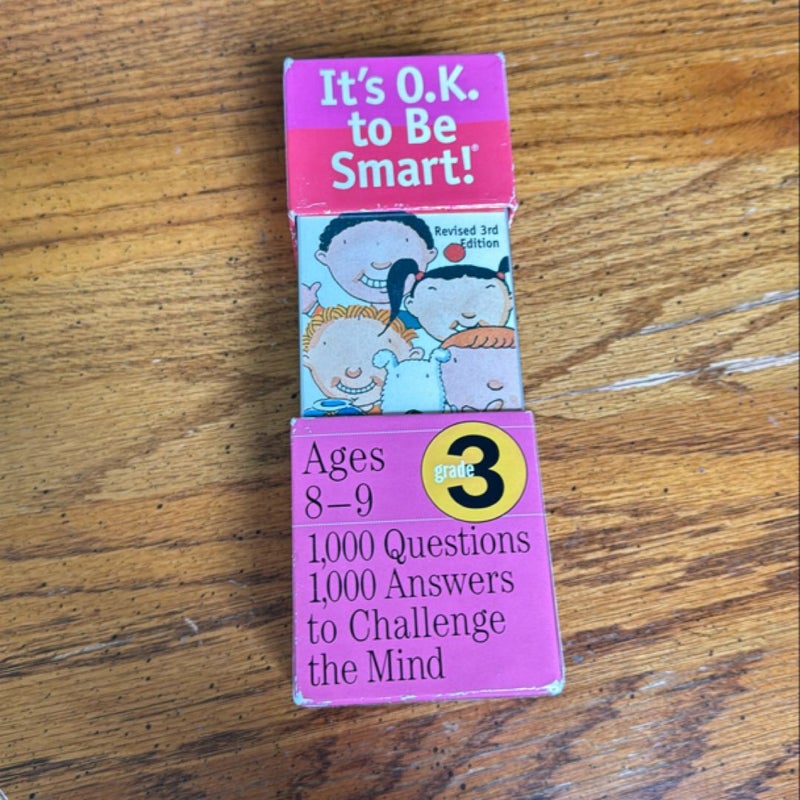 It's O.K.
to Be
Smart!®
Revised 3rd
Edition
Ages
8–9
grade 3
1,000 Questions
1,000 Answers
to Challenge
the Mind